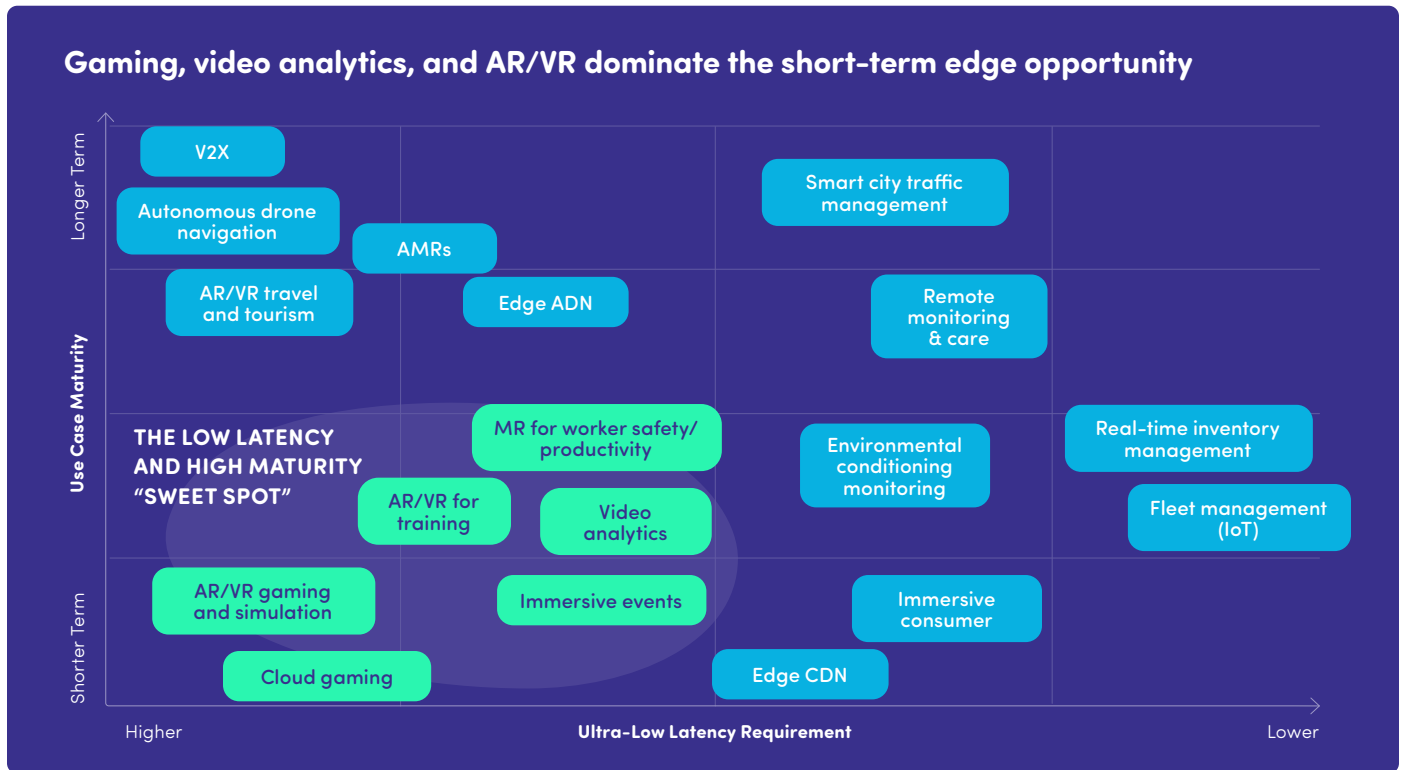 Gaming, video analytics, and AR/VR dominate the short-term edge opportunity
Longer Term
Use Case Maturity
Shorter Term
V2X
Autonomous drone
navigation
AMRs
AR/VR travel
and tourism
Edge ADN
Smart city traffic
management
Remote
monitoring
& care
THE LOW LATENCY
AND HIGH MATURITY
“SWEET SPOT”
MR for worker safety/
productivity
AR/VR for
training
Video
analytics
Environmental
conditioning
monitoring
Real-time inventory
management
Fleet management
(IoT)
AR/VR gaming
and simulation
Immersive events
Immersive
consumer
Cloud gaming
Edge CDN
Higher
Ultra-Low Latency Requirement
Lower